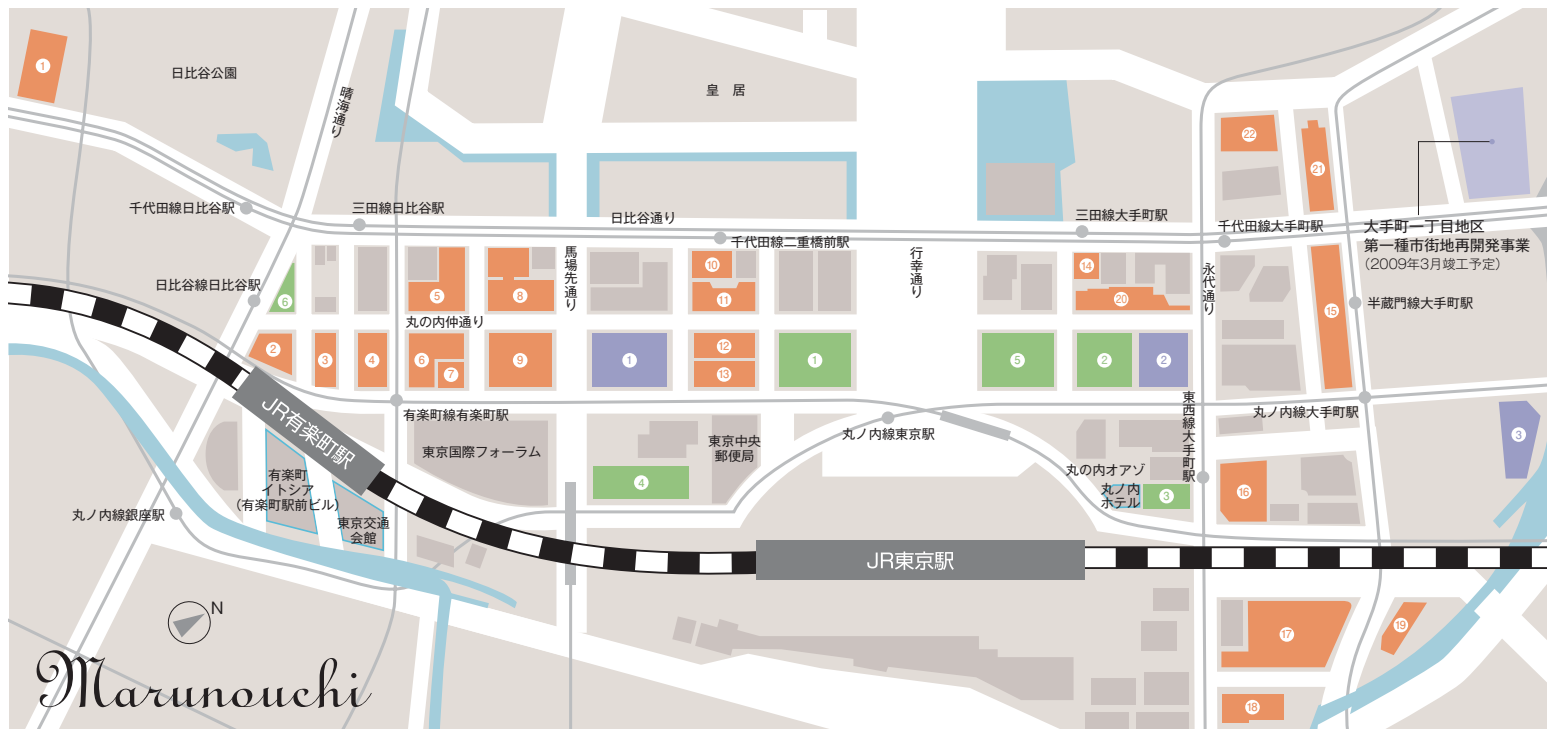 ①
日比谷公園
晴海通り
皇 居
㉒
㉑
千代田線日比谷駅
三田線日比谷駅
日比谷通り
千代田線二重橋前駅
三田線大手町駅
千代田線大手町駅
大手町一丁目地区
第一種市街地再開発事業
(2009年3月竣工予定)
日比谷線日比谷駅
⑥
⑤
⑧
馬場先通り
⑩
⑪
行幸通り
⑭
⑳
永代通り
⑮
半蔵門線大手町駅
丸の内仲通り
②
③
④
⑥
⑦
⑨
①
⑫
⑬
①
⑤
②
②
有楽町線有楽町駅
丸ノ内線東京駅
東西線大手町駅
丸ノ内線大手町駅
③
JR有楽町駅
東京国際フォーラム
東京中央
郵便局
④
丸の内オアゾ
丸ノ内
ホテル
③
⑯
有楽町
イトシア
(有楽町駅前ビル)
東京交通
会館
丸ノ内線銀座駅
JR東京駅
N
⑰
⑲
⑱
Marunouchi